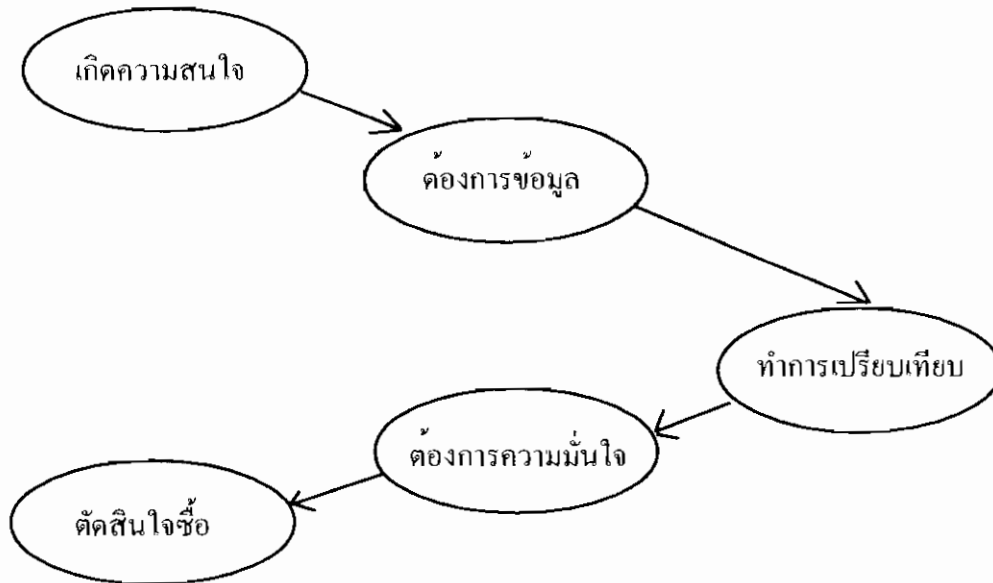 เกิดความสนใจ
ต้องการข้อมูล
ทำการเปรียบเทียบ
ต้องการความมั่นใจ
ตัดสินใจซื้อ